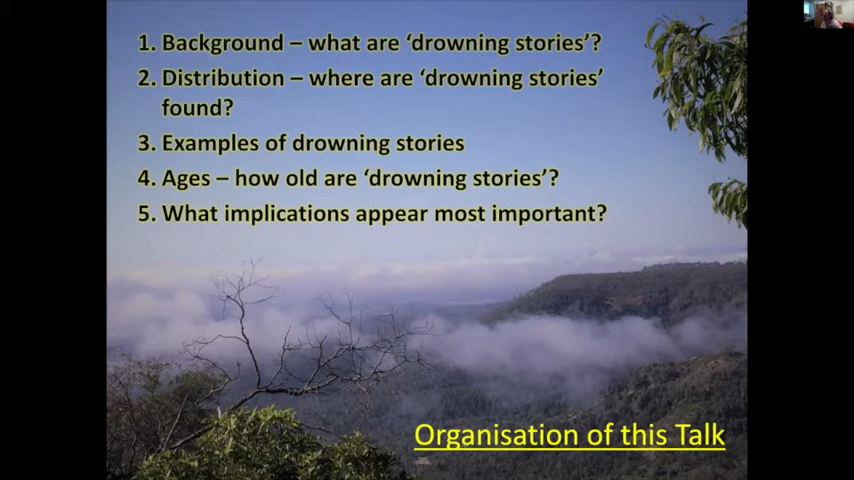 1. Background – what are ‘drowning stories’?
2. Distribution – where are ‘drowning stories’
found?
3. Examples of drowning stories
4. Ages – how old are ‘drowning stories’?
5. What implications appear most important?
Organisation of this Talk